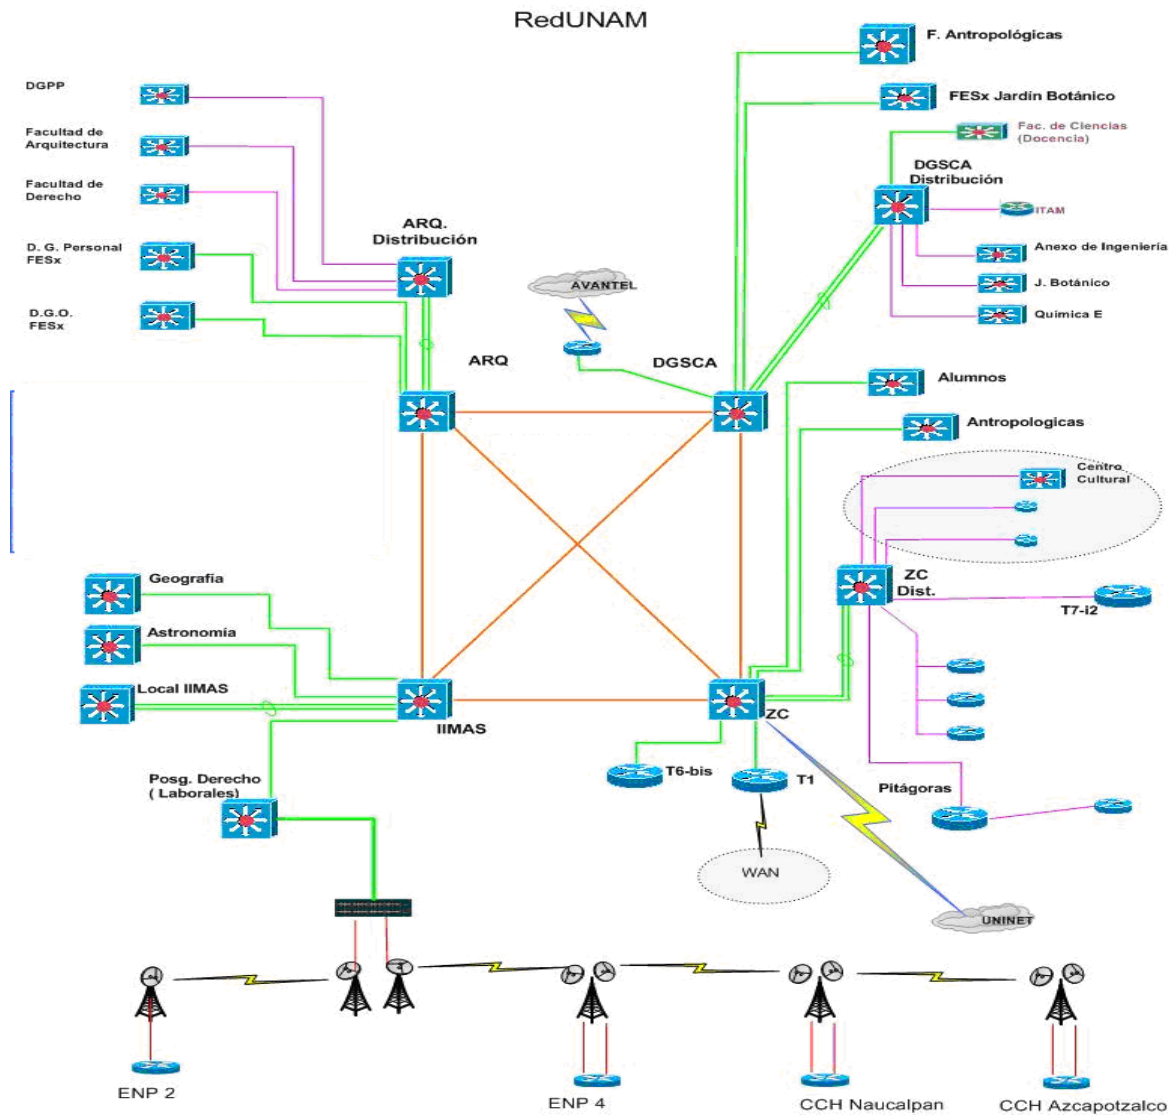 RedUNAM
F. Antropológicas
DGPP
FESx Jardín Botánico
Facultad de
Arquitectura
Fac. de Ciencias
(Docencia)
DGSCA
Distribución
Facultad de
Derecho
ITAM
ARQ.
Distribución
D. G. Personal
FESx
Anexo de Ingeniería
J. Botánico
AVANTEL
D.G.O.
FESx
Química E
ARQ
DGSCA
Alumnos
Antropologicas
Centro
Cultural
Geografía
ZC
Dist.
T7-i2
Astronomía
Local IIMAS
IIMAS
ZC
Posg. Derecho
( Laborales)
T6-bis
T1
Pitágoras
WAN
UNINET
ENP 2
ENP 4
CCH Naucalpan
CCH Azcapotzalco